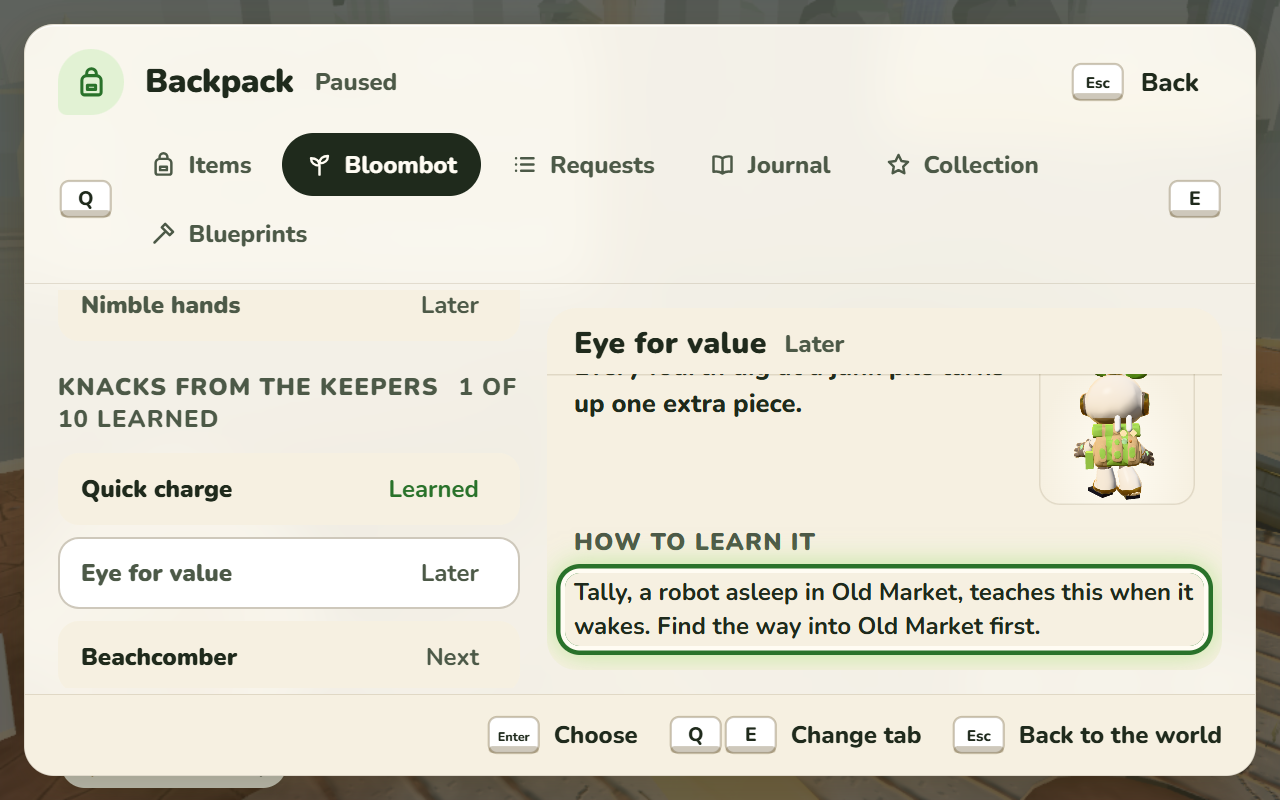 Backpack Paused
Esc Back
Items
Bloombot
Requests
Journal
Collection
Q
E
Blueprints
Nimble hands Later
KNACKS FROM THE KEEPERS 1 OF
10 LEARNED
Quick charge Learned
Eye for value Later
Beachcomber Next
Eye for value Later
up one extra piece.
HOW TO LEARN IT
Tally, a robot asleep in Old Market, teaches this when it
wakes. Find the way into Old Market first.
Enter Choose
Q E Change tab
Esc Back to the world